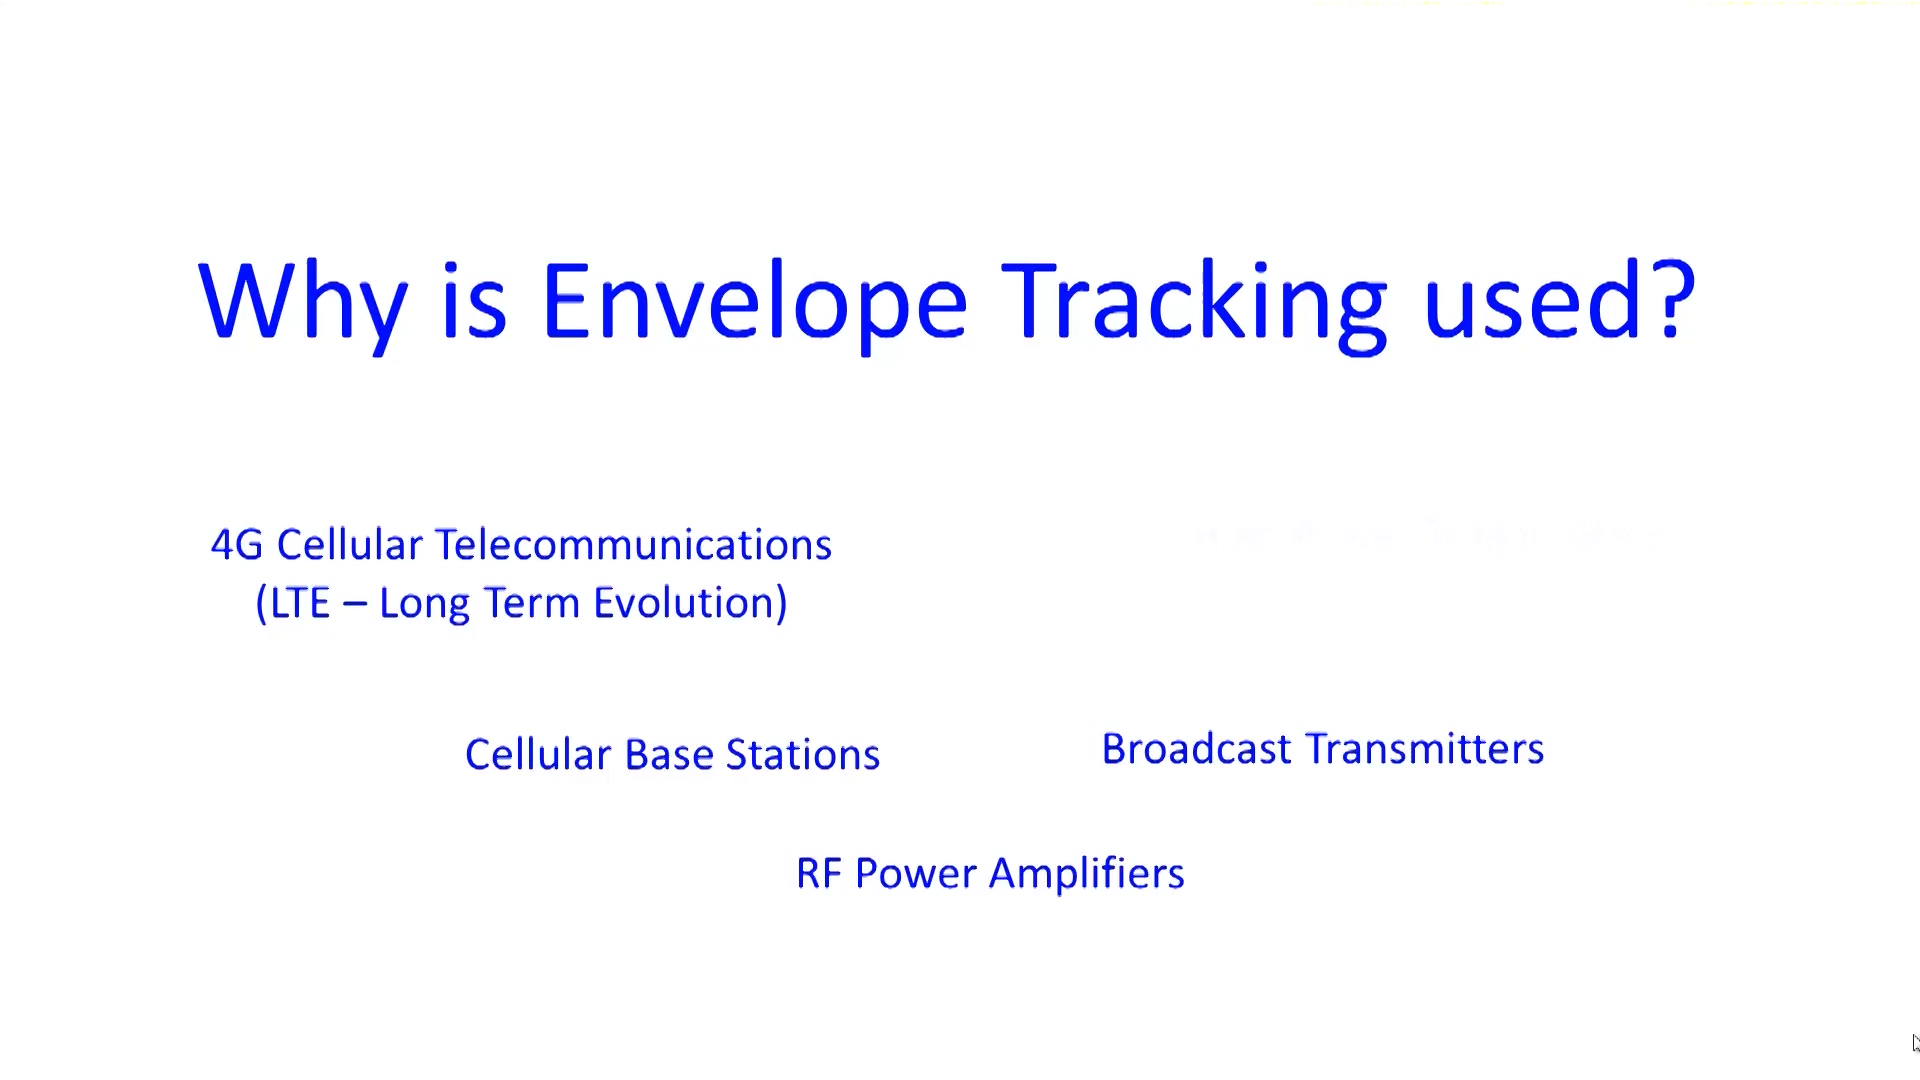 Why is Envelope Tracking used?
4G Cellular Telecommunications
(LTE – Long Term Evolution)
Cellular Base Stations
Broadcast Transmitters
RF Power Amplifiers